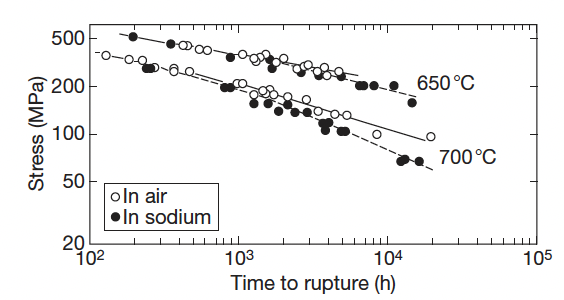 500
200
100
50
20
Stress (MPa)
650 °C
700 °C
In air
In sodium
10² 10³ 10⁴ 10⁵
Time to rupture (h)